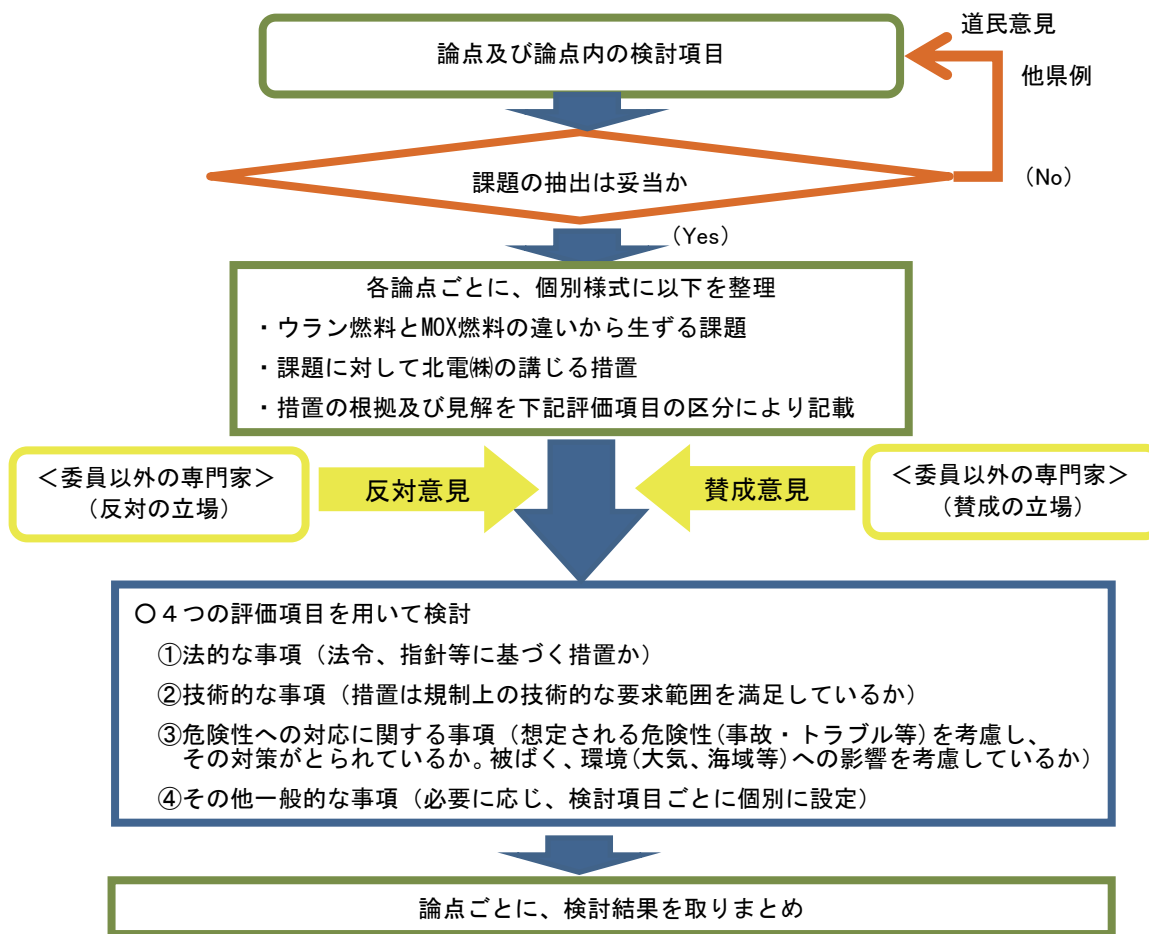 道民意見
論点及び論点内の検討項目
他県例
課題の抽出は妥当か
（No）
（Yes）
各論点ごとに、個別様式に以下を整理
・ウラン燃料とMOX燃料の違いから生ずる課題
・課題に対して北電㈱の講じる措置
・措置の根拠及び見解を下記評価項目の区分により記載
＜委員以外の専門家＞
（反対の立場）
反対意見
賛成意見
＜委員以外の専門家＞
（賛成の立場）
○４つの評価項目を用いて検討
①法的な事項（法令、指針等に基づく措置か）
②技術的な事項（措置は規制上の技術的な要求範囲を満足しているか）
③危険性への対応に関する事項（想定される危険性（事故・トラブル等）を考慮し、
その対策がとられているか。被ばく、環境（大気、海域等）への影響を考慮しているか）
④その他一般的な事項（必要に応じ、検討項目ごとに個別に設定）
論点ごとに、検討結果を取りまとめ